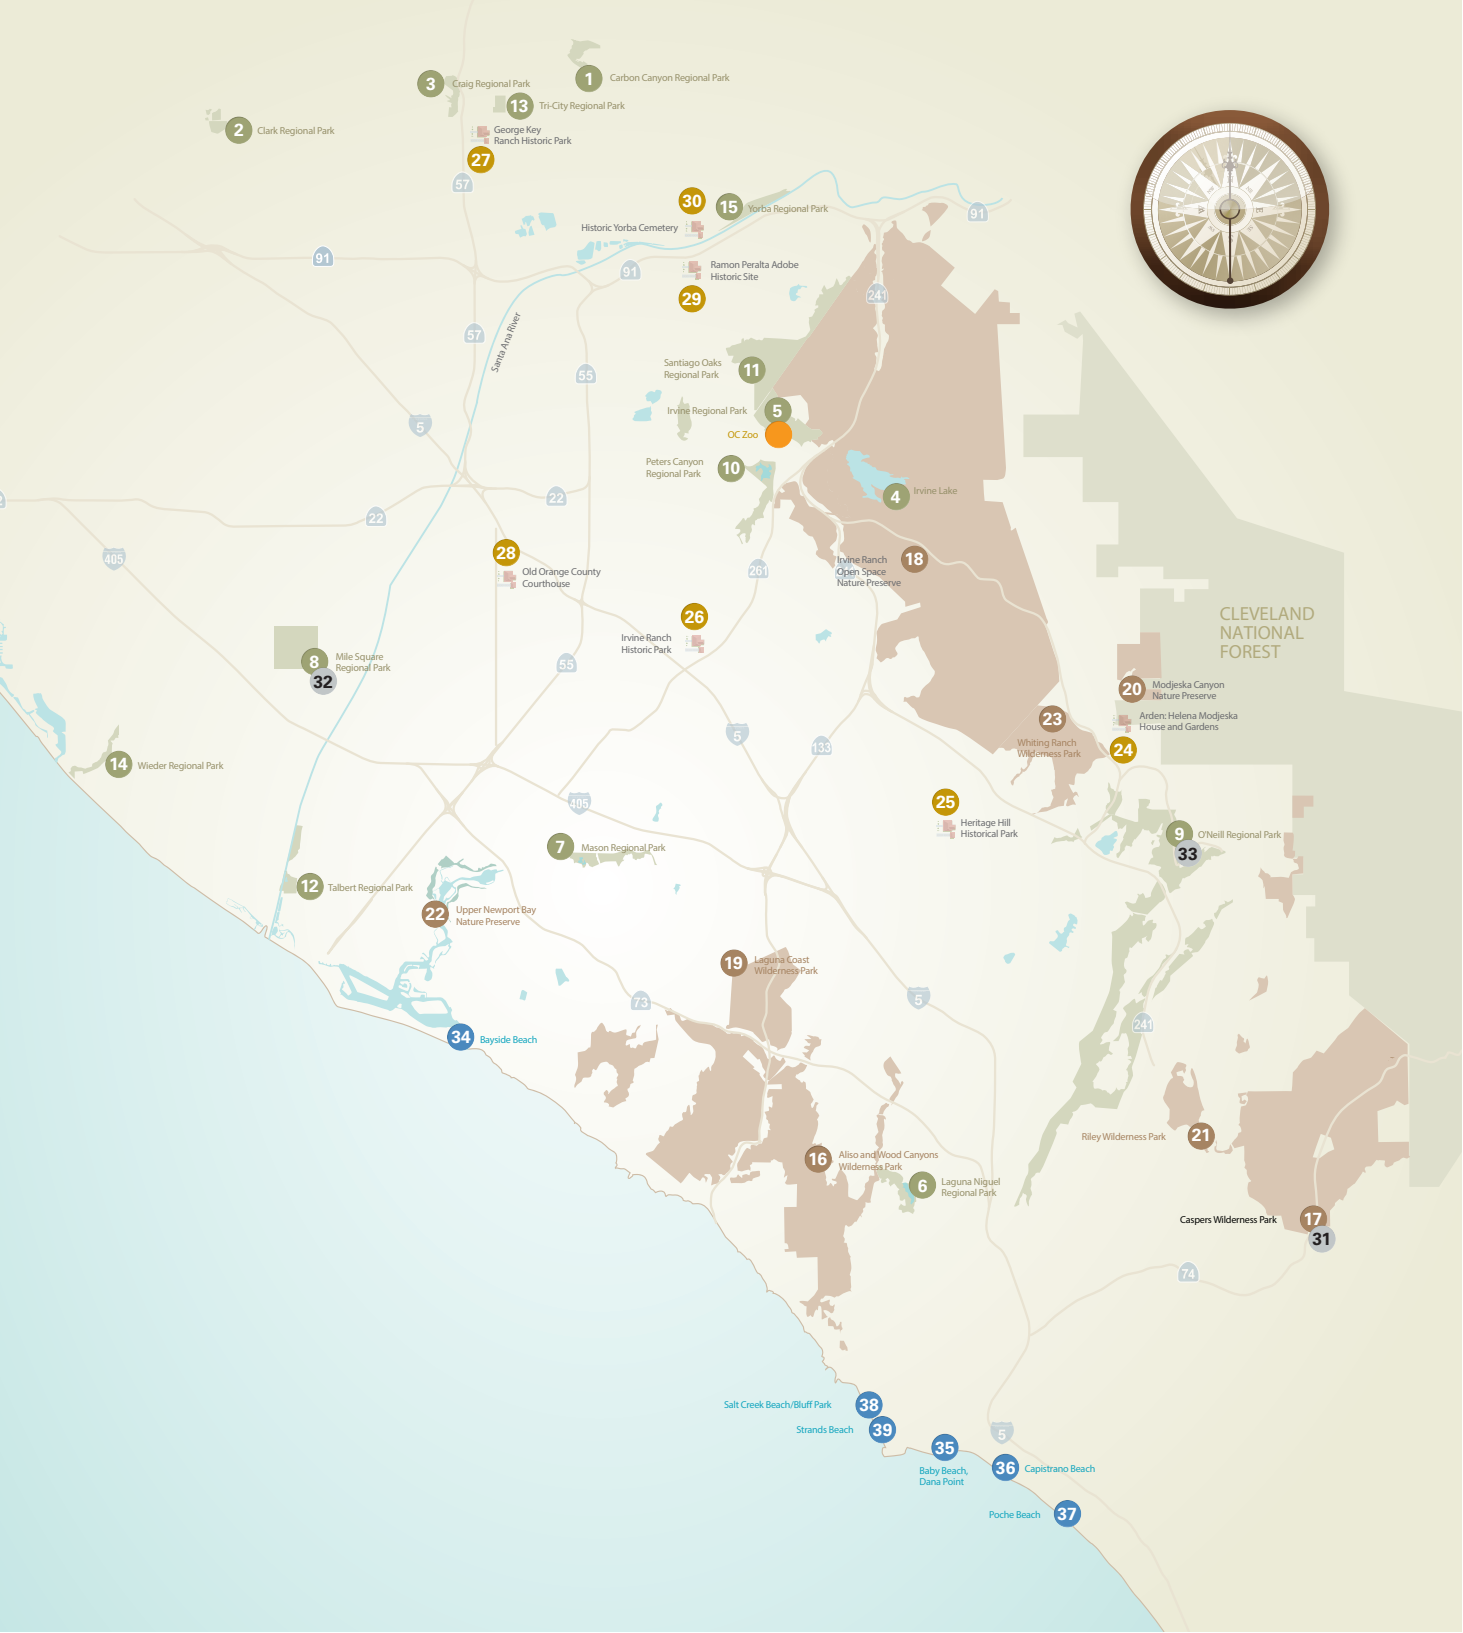 1
Carbon Canyon Regional Park
3
Craig Regional Park
13
Tri-City Regional Park
2
Clark Regional Park
George Key
Ranch Historic Park
27
57
30
15
Yorba Regional Park
91
Historic Yorba Cemetery
91
91
Ramon Peralta Adobe
Historic Site
29
241
57
Santa Ana River
55
Santiago Oaks
Regional Park
11
Irvine Regional Park
5
5
OC Zoo
Peters Canyon
Regional Park
10
4
Irvine Lake
22
22
405
28
Old Orange County
Courthouse
261
Irvine Ranch
Open Space
Nature Preserve
18
26
Irvine Ranch
Historic Park
CLEVELAND
NATIONAL
FOREST
8
Mile Square
Regional Park
32
55
20
Modjeska Canyon
Nature Preserve
Arden: Helena Modjeska
House and Gardens
24
23
Whiting Ranch
Wilderness Park
5
133
14
Wieder Regional Park
405
25
Heritage Hill
Historical Park
9
O'Neill Regional Park
33
7
Mason Regional Park
12
Talbert Regional Park
22
Upper Newport Bay
Nature Preserve
19
Laguna Coast
Wilderness Park
73
5
241
34
Bayside Beach
Riley Wilderness Park
21
16
Aliso and Wood Canyons
Wilderness Park
6
Laguna Niguel
Regional Park
Caspers Wilderness Park
17
31
74
Salt Creek Beach/Bluff Park
38
Strands Beach
39
35
Baby Beach,
Dana Point
5
36
Capistrano Beach
Poche Beach
37